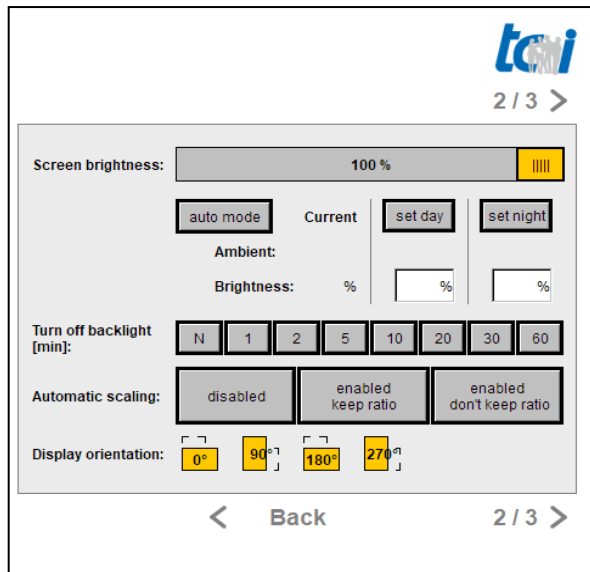 tci
2 / 3 >
Screen brightness: 100 %
auto mode Current set day set night
Ambient:
Brightness: % % %
Turn off backlight
[min]: N 1 2 5 10 20 30 60
Automatic scaling: disabled enabled
keep ratio enabled
don't keep ratio
Display orientation: 0° 90° 180° 270°
< Back 2 / 3 >